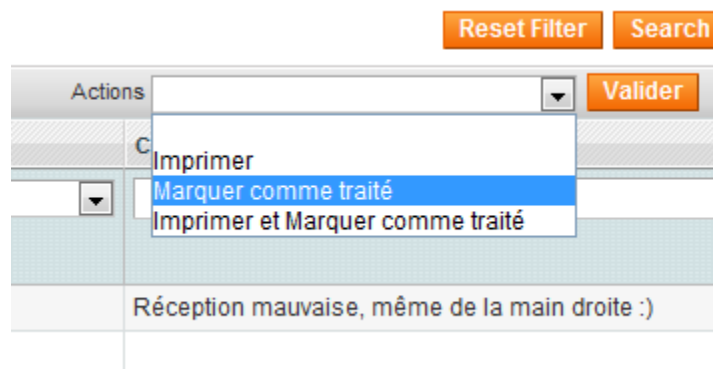 Reset Filter Search
Actions Valider
C
Imprimer
Marquer comme traité
Imprimer et Marquer comme traité
Réception mauvaise, même de la main droite :)